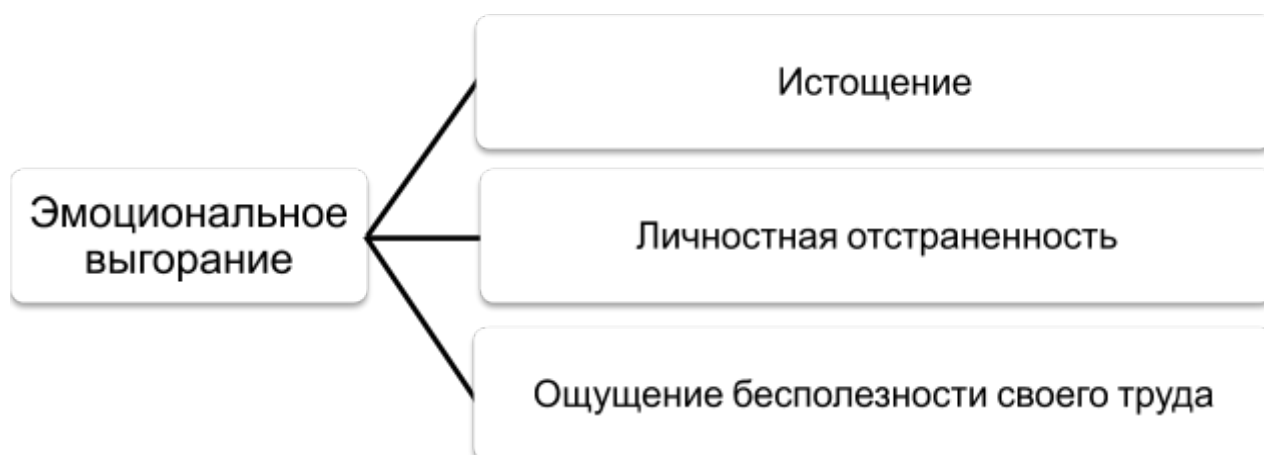 Истощение
Эмоциональное
выгорание
Личностная отстраненность
Ощущение бесполезности своего труда